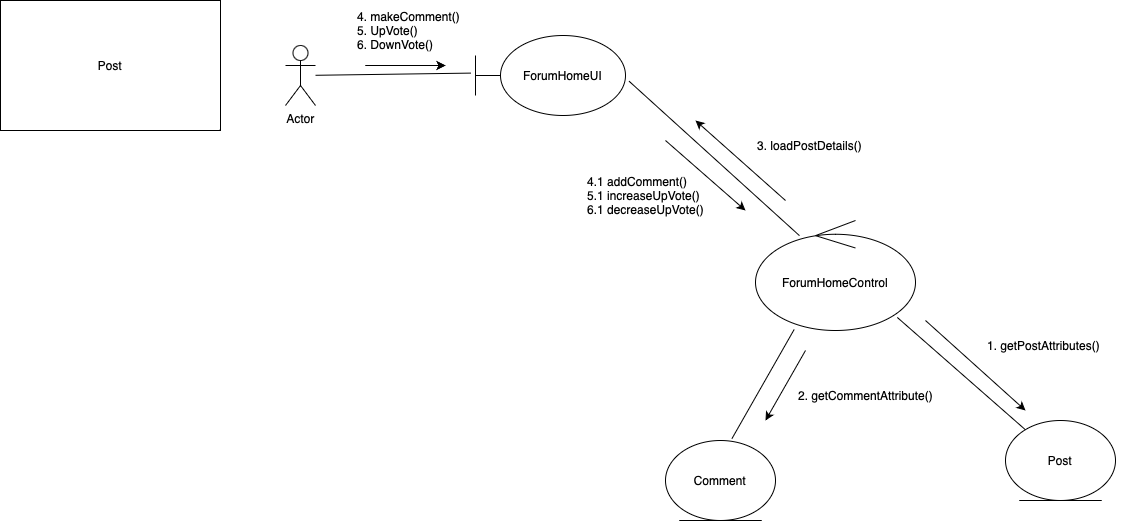 Post
4. makeComment()
5. UpVote()
6. DownVote()
Actor
ForumHomeUI
3. loadPostDetails()
4.1 addComment()
5.1 increaseUpVote()
6.1 decreaseUpVote()
ForumHomeControl
1. getPostAttributes()
2. getCommentAttribute()
Comment
Post